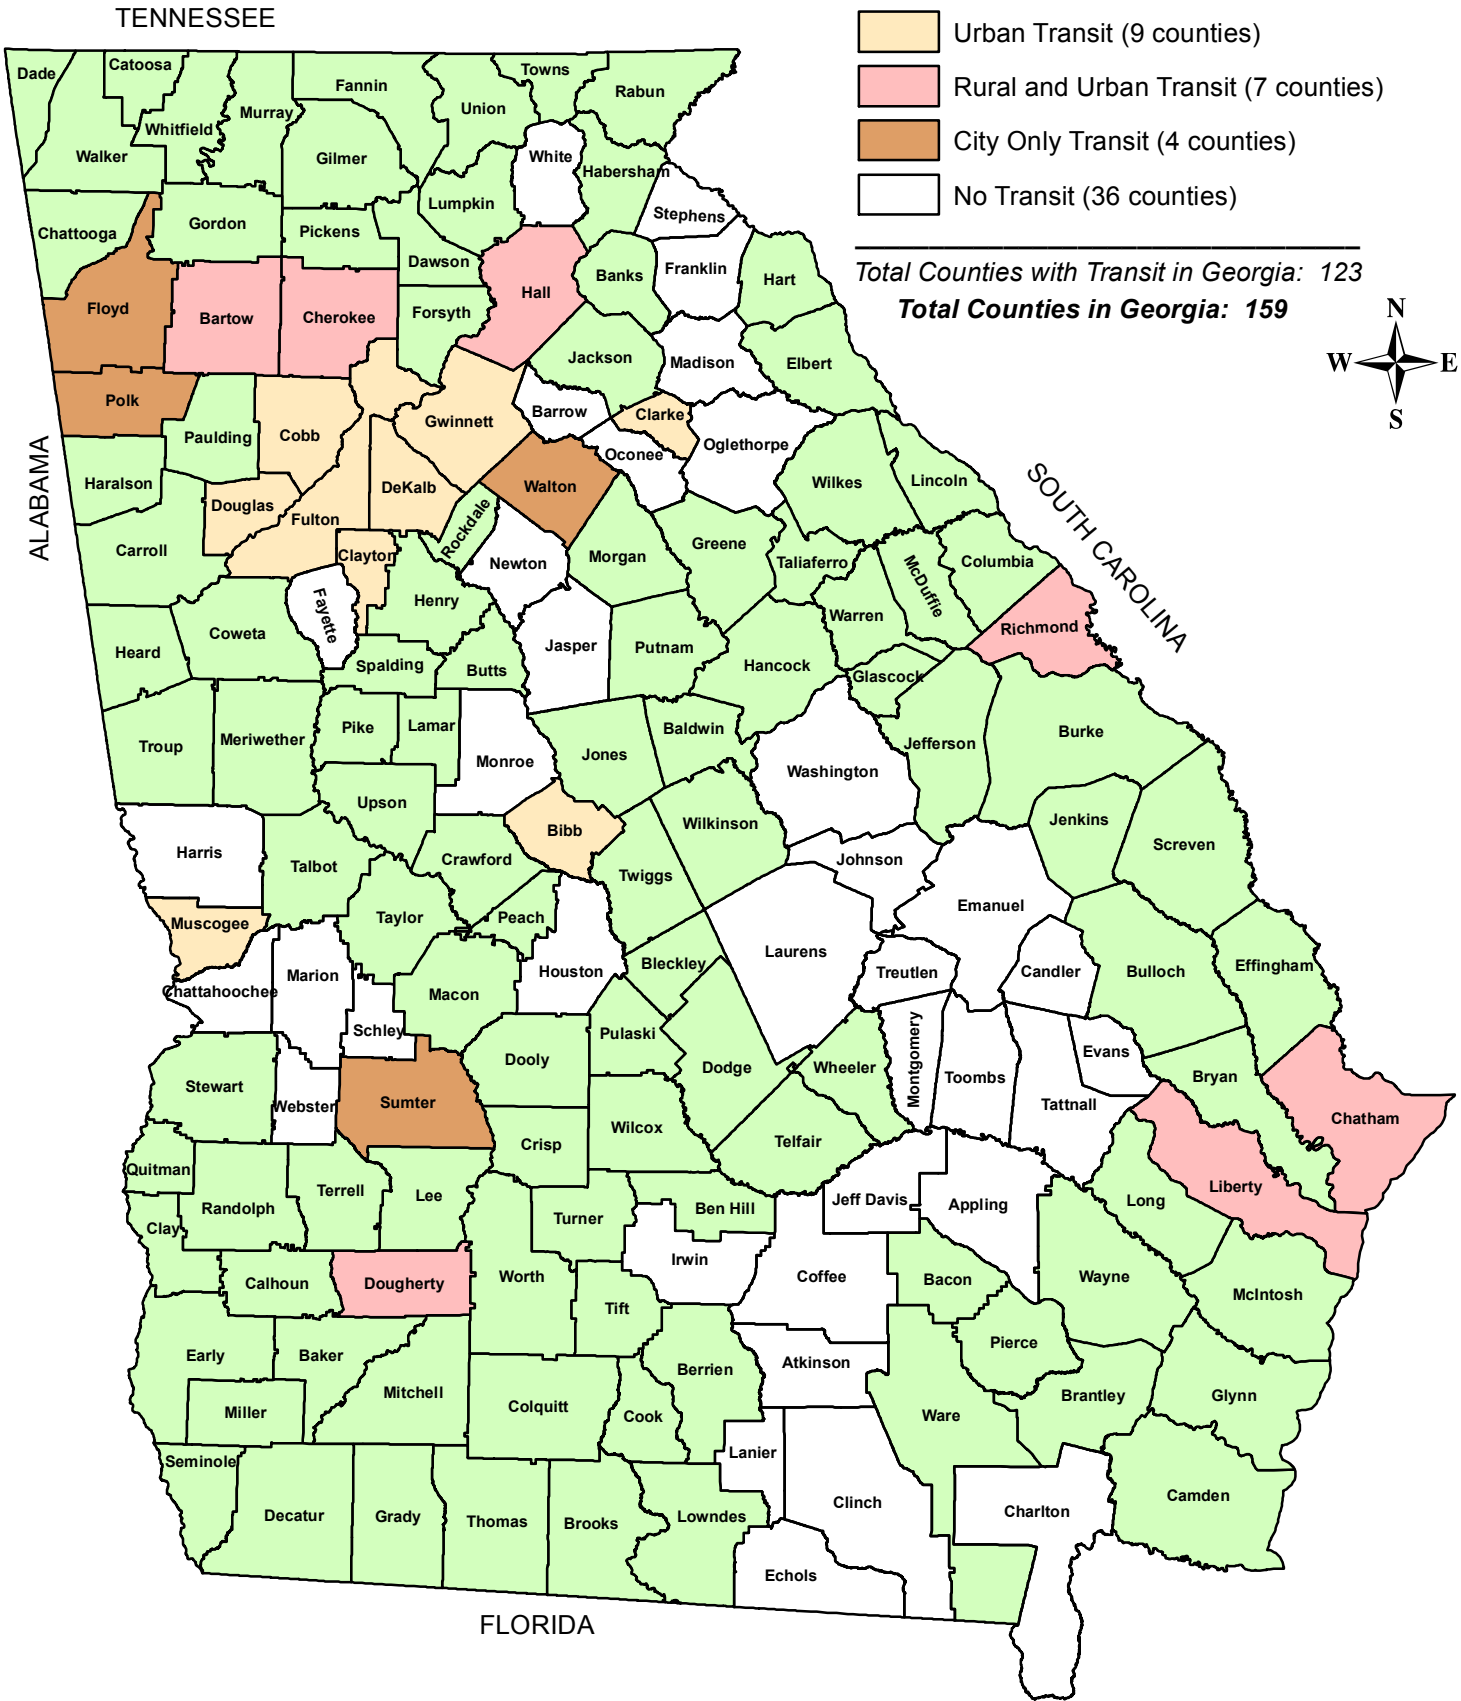 TENNESSEE
Urban Transit (9 counties)
Rural and Urban Transit (7 counties)
City Only Transit (4 counties)
No Transit (36 counties)
Total Counties with Transit in Georgia: 123
Total Counties in Georgia: 159
N
W E
S
ALABAMA
SOUTH CAROLINA
FLORIDA
Dade
Catoosa
Whitfield
Murray
Fannin
Union
Towns
Rabun
Walker
Gilmer
White
Habersham
Lumpkin
Stephens
Chattooga
Gordon
Pickens
Dawson
Banks
Franklin
Hart
Floyd
Bartow
Cherokee
Forsyth
Hall
Jackson
Madison
Elbert
Polk
Paulding
Cobb
Gwinnett
Barrow
Clarke
Oconee
Oglethorpe
Haralson
Douglas
Fulton
DeKalb
Walton
Wilkes
Lincoln
Carroll
Clayton
Rockdale
Newton
Morgan
Greene
Taliaferro
McDuffie
Columbia
Heard
Coweta
Fayette
Henry
Spalding
Butts
Jasper
Putnam
Hancock
Warren
Glascock
Richmond
Troup
Meriwether
Pike
Lamar
Monroe
Jones
Baldwin
Washington
Jefferson
Burke
Harris
Talbot
Upson
Crawford
Bibb
Twiggs
Wilkinson
Johnson
Jenkins
Screven
Muscogee
Chattahoochee
Marion
Taylor
Peach
Macon
Houston
Bleckley
Laurens
Treutlen
Emanuel
Candler
Bulloch
Effingham
Schley
Stewart
Webster
Sumter
Dooly
Pulaski
Dodge
Wheeler
Montgomery
Toombs
Tattnall
Evans
Bryan
Chatham
Quitman
Randolph
Terrell
Lee
Crisp
Wilcox
Telfair
Jeff Davis
Appling
Long
Liberty
Clay
Calhoun
Dougherty
Worth
Turner
Ben Hill
Irwin
Coffee
Bacon
Wayne
McIntosh
Early
Baker
Miller
Mitchell
Tift
Colquitt
Cook
Berrien
Atkinson
Pierce
Ware
Brantley
Glynn
Seminole
Decatur
Grady
Thomas
Brooks
Lowndes
Lanier
Clinch
Echols
Charlton
Camden